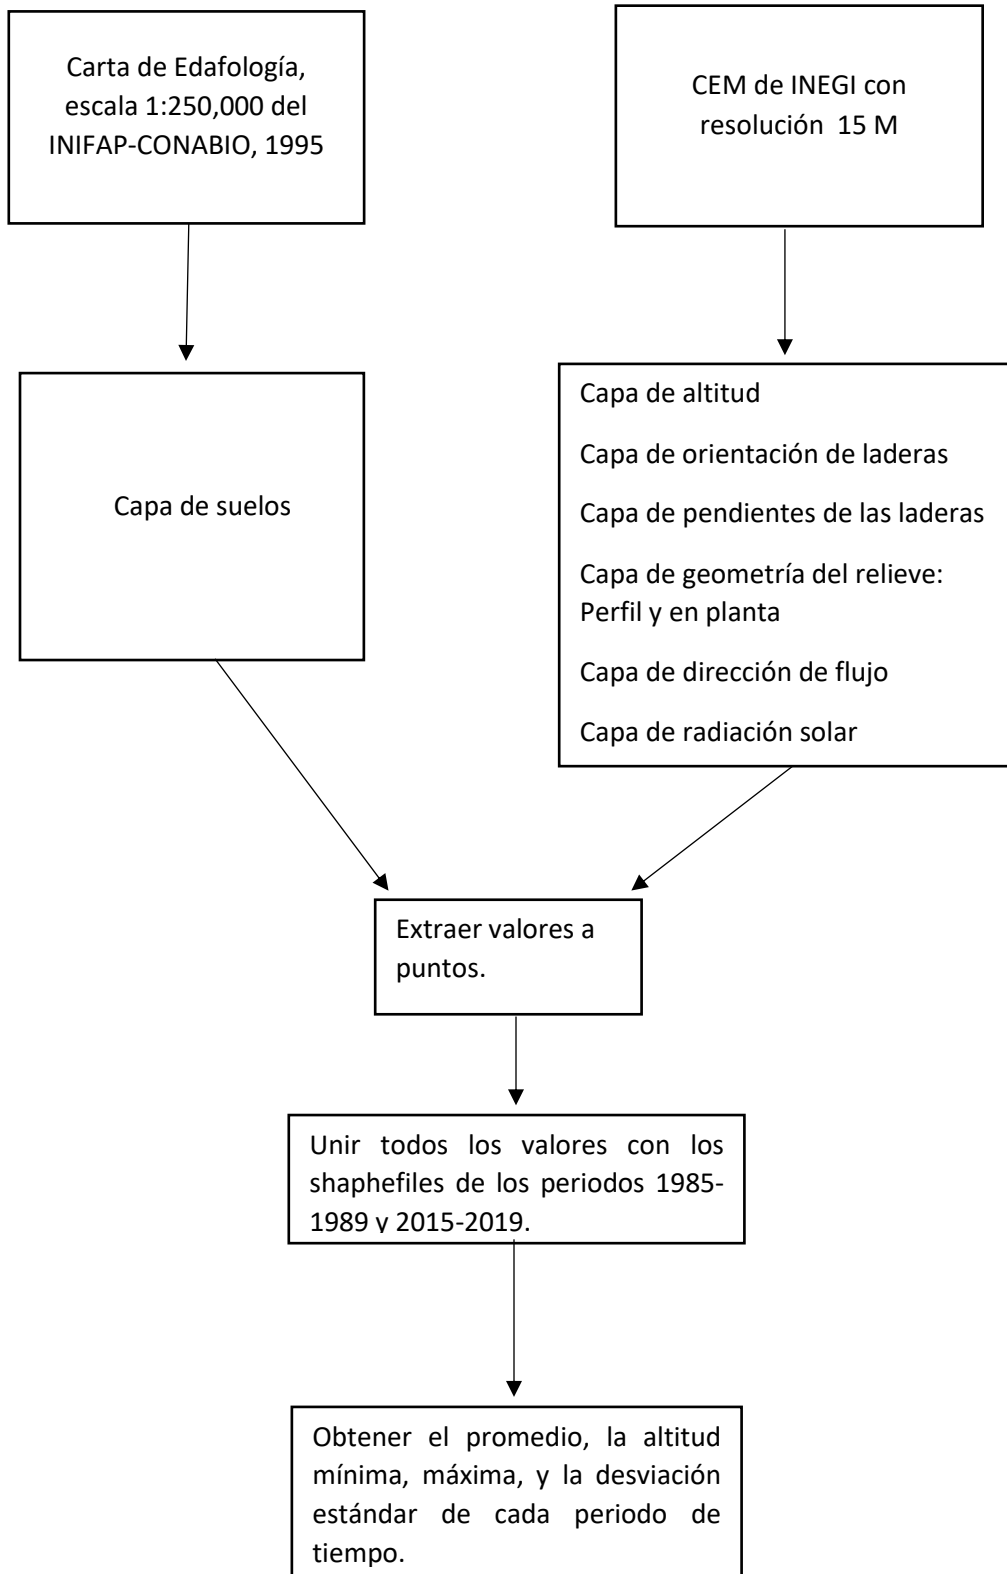 Carta de Edafología,
escala 1:250,000 del
INIFAP-CONABIO, 1995
CEM de INEGI con
resolución 15 M
Capa de suelos
Capa de altitud
Capa de orientación de laderas
Capa de pendientes de las laderas
Capa de geometría del relieve:
Perfil y en planta
Capa de dirección de flujo
Capa de radiación solar
Extraer valores a
puntos.
Unir todos los valores con los
shaphefiles de los periodos 1985-
1989 y 2015-2019.
Obtener el promedio, la altitud
mínima, máxima, y la desviación
estándar de cada periodo de
tiempo.